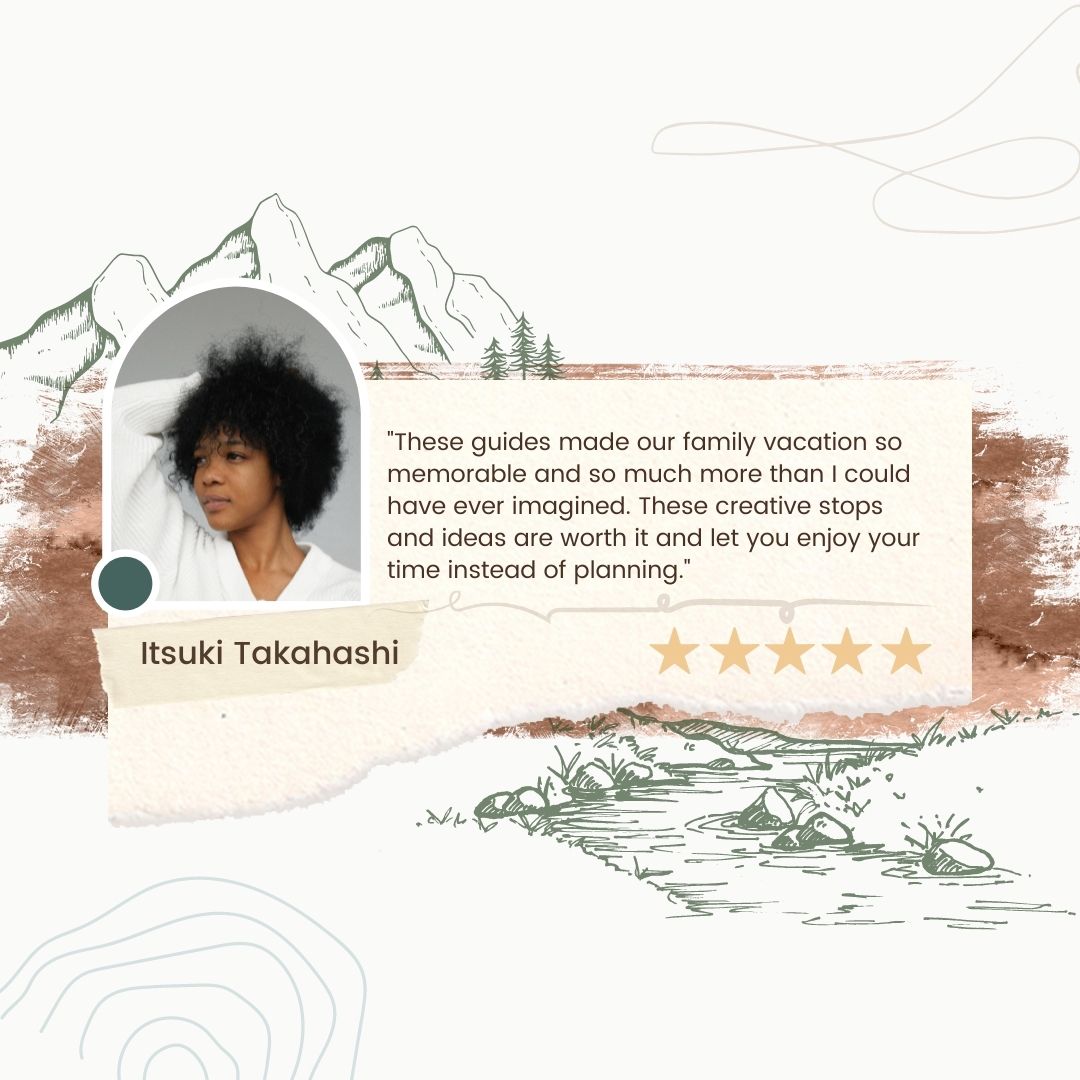 "These guides made our family vacation so
memorable and so much more than I could
have ever imagined. These creative stops
and ideas are worth it and let you enjoy your
time instead of planning."
Itsuki Takahashi